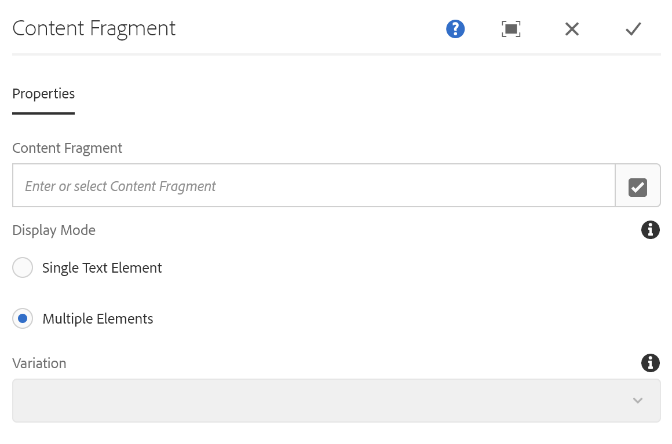 Content Fragment
Properties
Content Fragment
Enter or select Content Fragment
Display Mode
Single Text Element
Multiple Elements
Variation